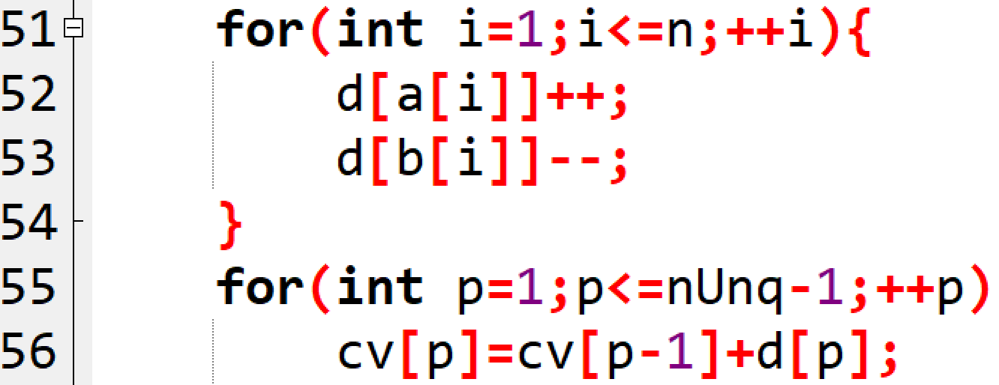 51 for(int i=1;i<=n;++i){
52 d[a[i]]++;
53 d[b[i]]--;
54 }
55 for(int p=1;p<=nUnq-1;++p)
56 cv[p]=cv[p-1]+d[p];